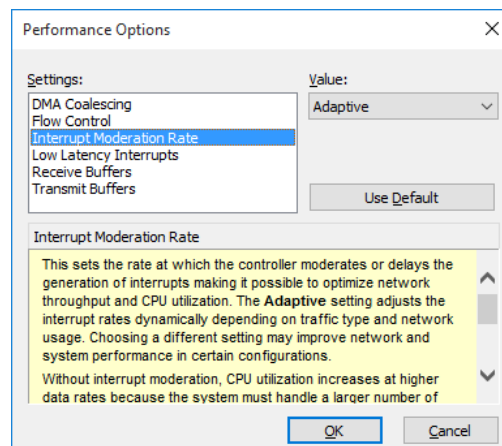 Performance Options
Settings:
Value:
DMA Coalescing
Flow Control
Interrupt Moderation Rate
Low Latency Interrupts
Receive Buffers
Transmit Buffers
Adaptive
Use Default
Interrupt Moderation Rate
This sets the rate at which the controller moderates or delays the
generation of interrupts making it possible to optimize network
throughput and CPU utilization. The Adaptive setting adjusts the
interrupt rates dynamically depending on traffic type and network
usage. Choosing a different setting may improve network and
system performance in certain configurations.
Without interrupt moderation, CPU utilization increases at higher
data rates because the system must handle a larger number of
OK
Cancel